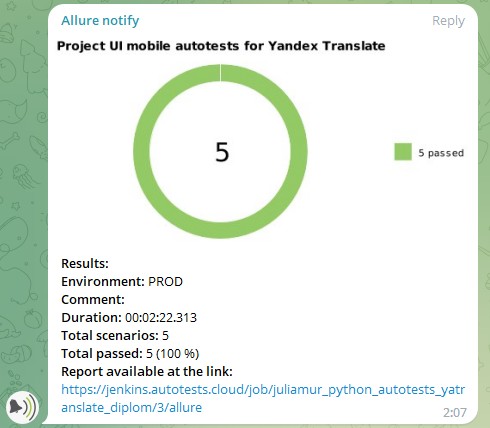 Allure notify Reply
Project UI mobile autotests for Yandex Translate
5
5 passed
Results:
Environment: PROD
Comment:
Duration: 00:02:22.313
Total scenarios: 5
Total passed: 5 (100 %)
Report available at the link:
https://jenkins.autotests.cloud/job/juliamur_python_autotests_yatr
anslate_diplom/3/allure
2:07